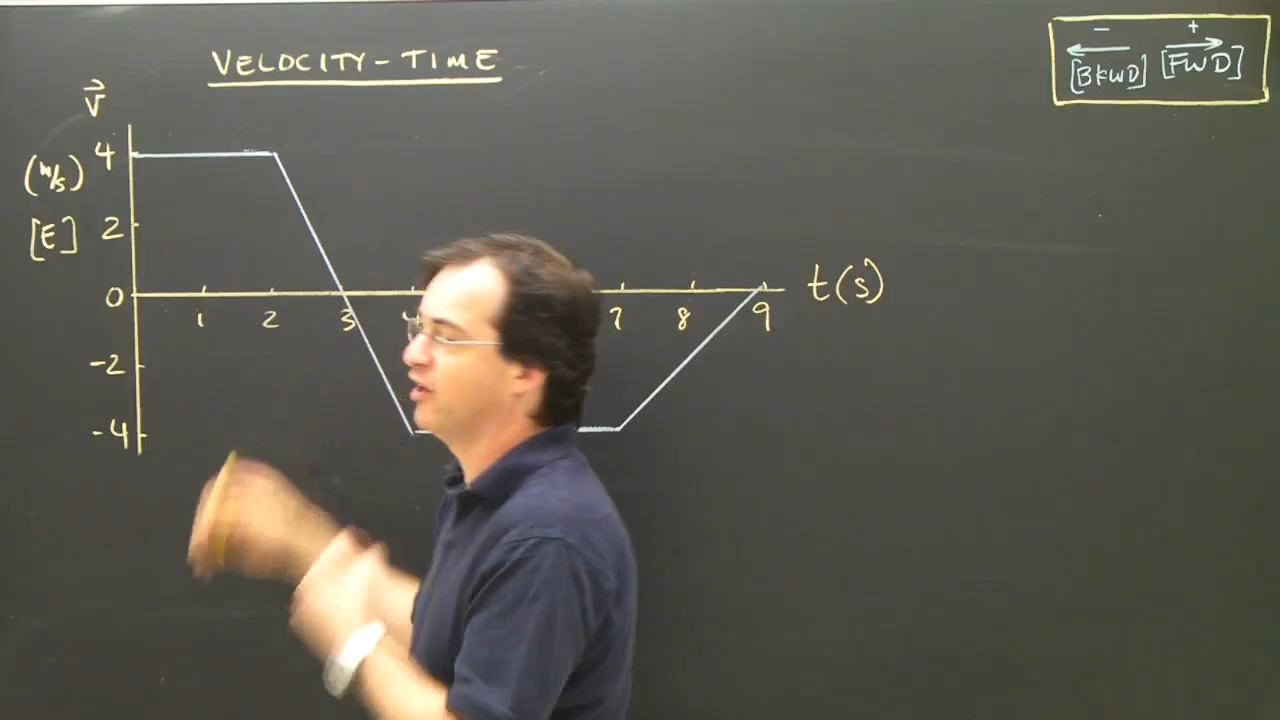 VELOCITY-TIME
- +
[BKWD] [FWD]
v
(m/s)
[E]
4
2
0
-2
-4
1 2 3 7 8 9
t(s)